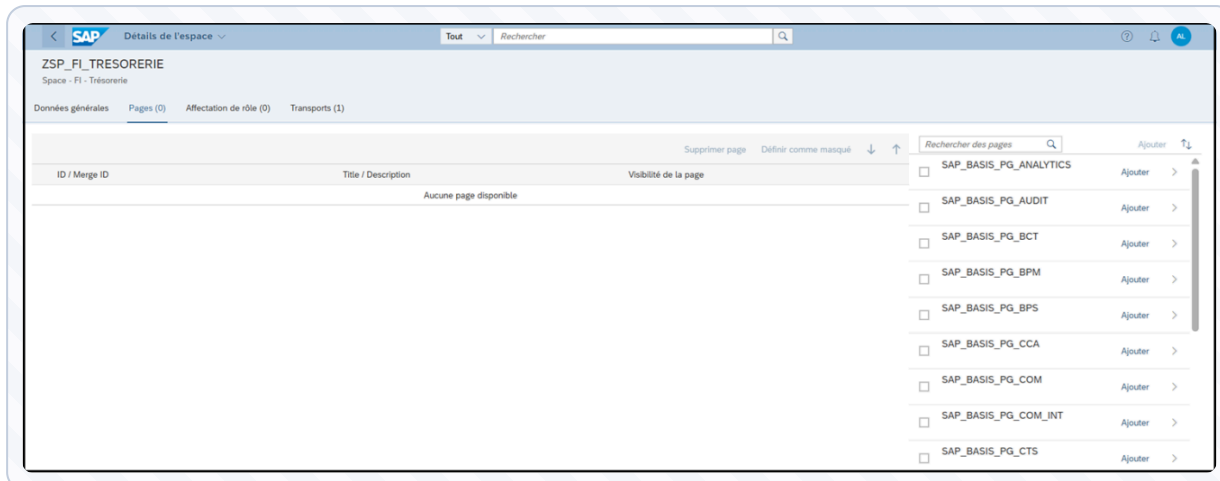 SAP Détails de l'espace Tout Rechercher AL
ZSP_FI_TRESORERIE
Space - FI - Trésorerie
Données générales Pages (0) Affectation de rôle (0) Transports (1)
Supprimer page Définir comme masqué
ID / Merge ID Title / Description Visibilité de la page
Aucune page disponible
Rechercher des pages Ajouter
SAP_BASIS_PG_ANALYTICS Ajouter
SAP_BASIS_PG_AUDIT Ajouter
SAP_BASIS_PG_BCT Ajouter
SAP_BASIS_PG_BPM Ajouter
SAP_BASIS_PG_BPS Ajouter
SAP_BASIS_PG_CCA Ajouter
SAP_BASIS_PG_COM Ajouter
SAP_BASIS_PG_COM_INT Ajouter
SAP_BASIS_PG_CTS Ajouter